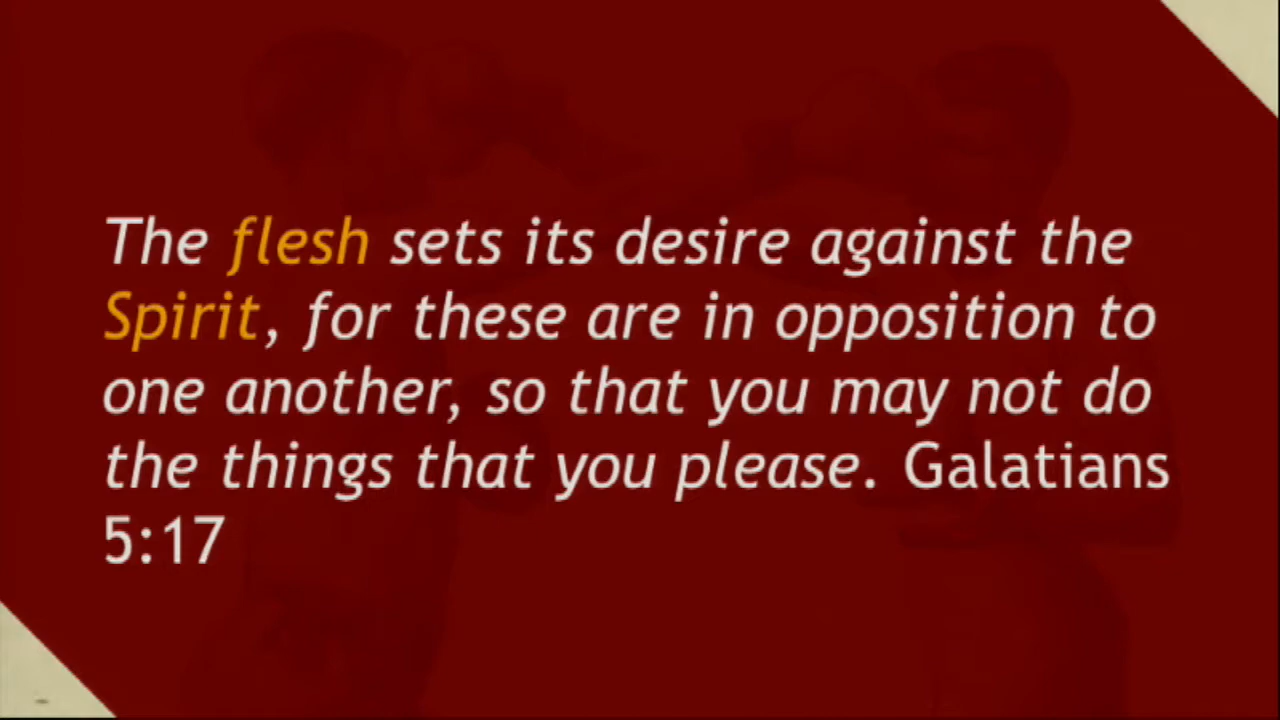 The flesh sets its desire against the
Spirit, for these are in opposition to
one another, so that you may not do
the things that you please. Galatians
5:17